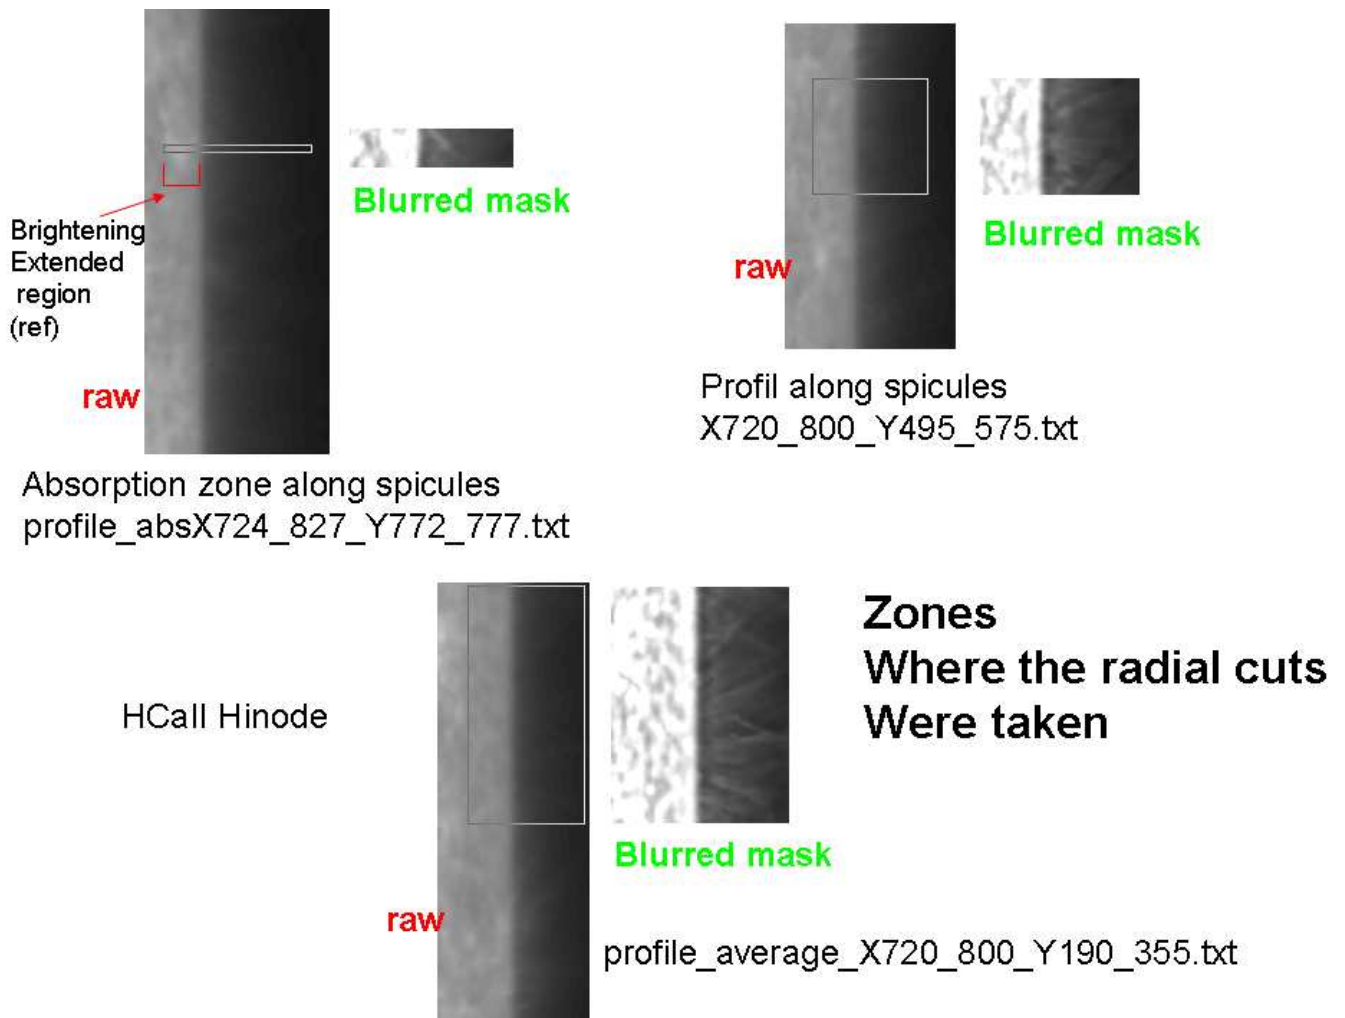 Brightening
Extended
region
(ref)
raw
Blurred mask
Absorption zone along spicules
profile_absX724_827_Y772_777.txt
raw
Blurred mask
Profil along spicules
X720_800_Y495_575.txt
HCaII Hinode
raw
Blurred mask
profile_average_X720_800_Y190_355.txt
Zones
Where the radial cuts
Were taken